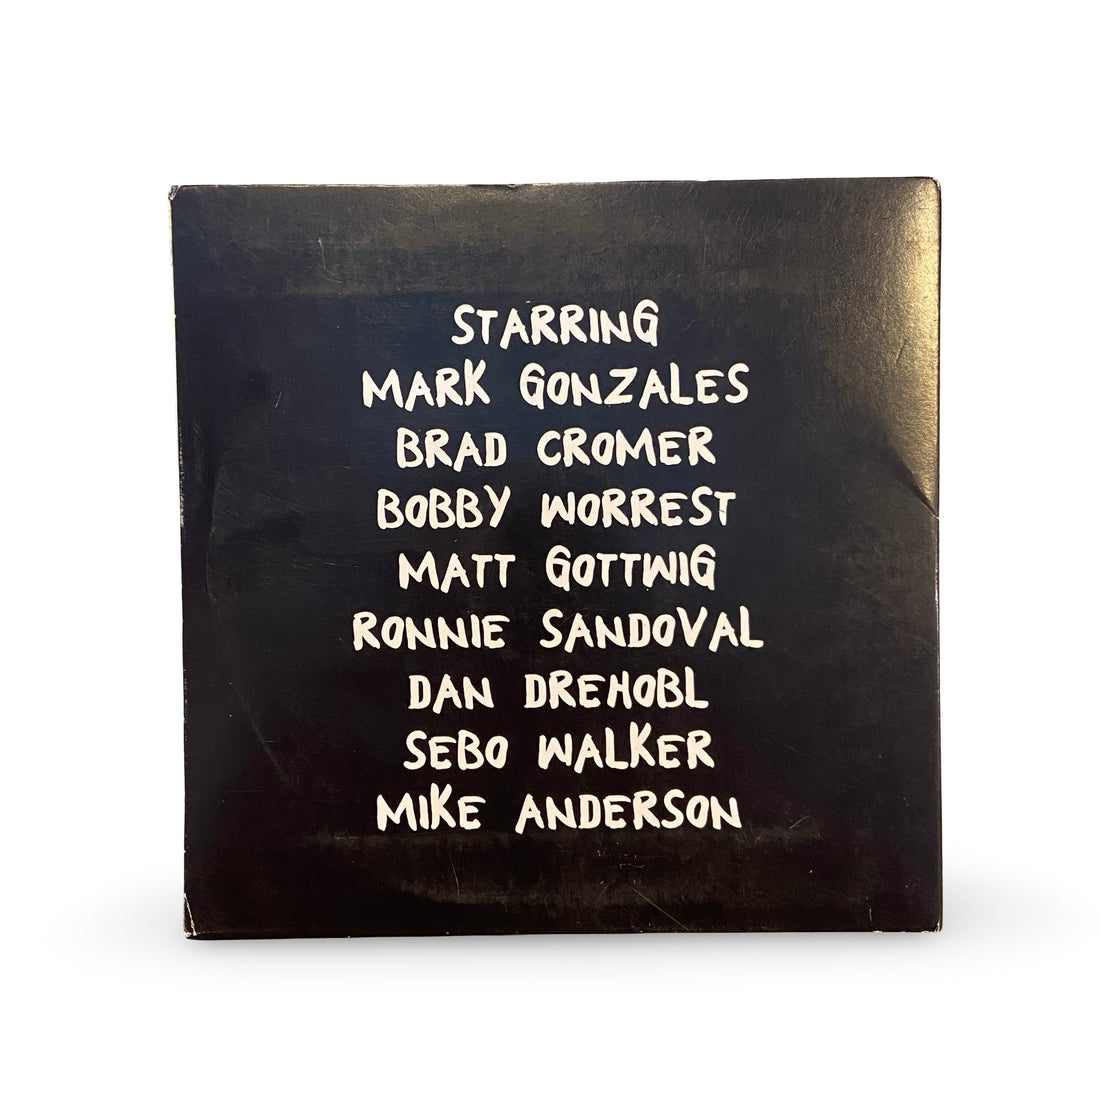 STARRING
MARK GONZALES
BRAD CROMER
BOBBY WORREST
MATT GOTTWIG
RONNIE SANDOVAL
DAN DREHOBL
SEBO WALKER
MIKE ANDERSON